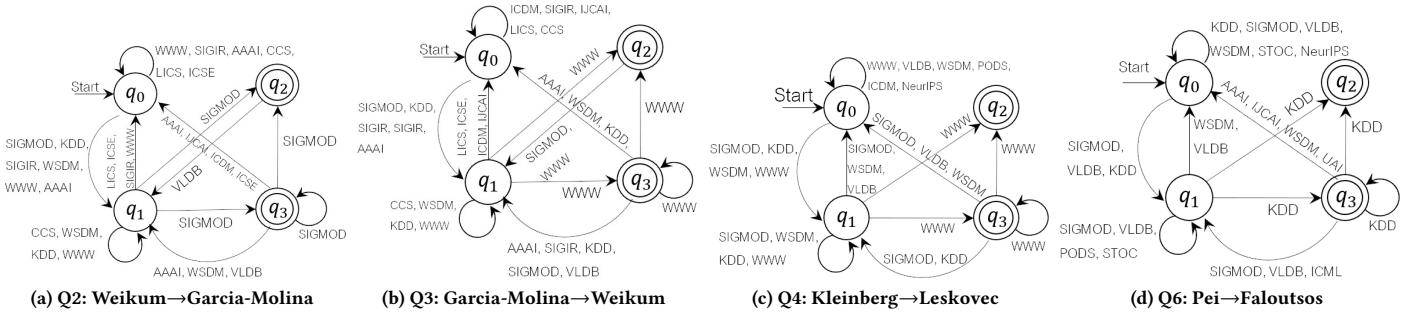 WWW, SIGIR, AAAI, CCS,
LICS, ICSE
Start
q0
q2
SIGMOD
VLDB
AAAI, IJCAI, ICDM, ICSE
SIGMOD
SIGMOD, KDD,
SIGIR, WSDM,
WWW, AAAI
LICS, ICSE,
SIGIR, WWW
q1
SIGMOD
q3
SIGMOD
CCS, WSDM,
KDD, WWW
AAAI, WSDM, VLDB
(a) Q2: Weikum→Garcia-Molina
ICDM, SIGIR, IJCAI,
LICS, CCS
Start
q0
q2
WWW
SIGMOD,
WWW
AAAI, WSDM, KDD,
WWW
SIGMOD, KDD,
SIGIR, SIGIR,
AAAI
LICS, ICSE,
ICDM, IJCAI
q1
WWW
q3
WWW
CCS, WSDM,
KDD, WWW
AAAI, SIGIR, KDD,
SIGMOD, VLDB
(b) Q3: Garcia-Molina→Weikum
WWW, VLDB, WSDM, PODS,
ICDM, NeurIPS
Start
q0
q2
WWW
SIGMOD, VLDB, WSDM
WWW
SIGMOD, KDD,
WSDM, WWW
SIGMOD,
WSDM,
VLDB
q1
WWW
q3
WWW
SIGMOD, WSDM,
KDD, WWW
SIGMOD, KDD
(c) Q4: Kleinberg→Leskovec
KDD, SIGMOD, VLDB,
WSDM, STOC, NeurIPS
Start
q0
q2
KDD
AAAI, IJCAI, WSDM, UAI
KDD
SIGMOD,
VLDB, KDD
WSDM,
VLDB
q1
KDD
q3
KDD
SIGMOD, VLDB,
PODS, STOC
SIGMOD, VLDB, ICML
(d) Q6: Pei→Faloutsos